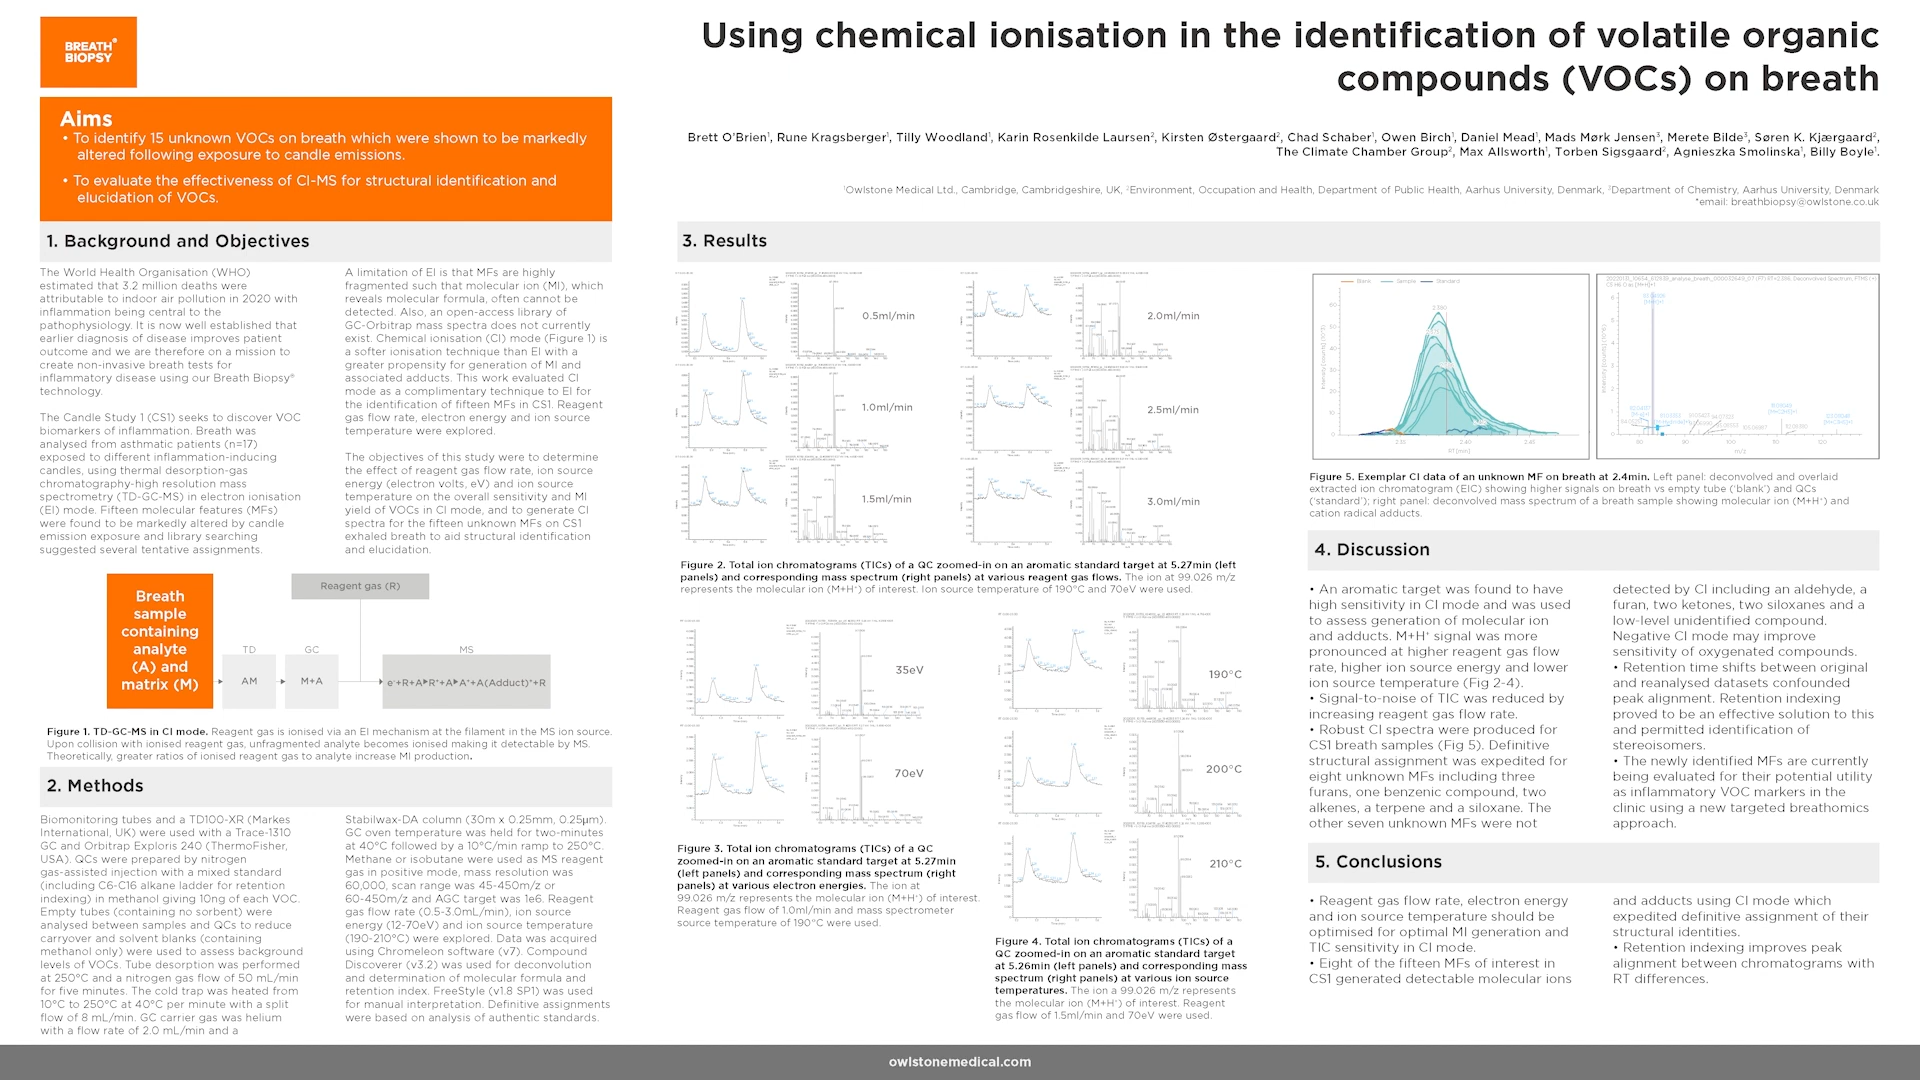 BREATH®
BIOPSY
Using chemical ionisation in the identification of volatile organic
compounds (VOCs) on breath
Brett O'Brien¹, Rune Kragsberger¹, Tilly Woodland¹, Karin Rosenkilde Laursen², Kirsten Østergaard², Chad Schaber¹, Owen Birch¹, Daniel Mead¹, Mads Mørk Jensen³, Merete Bilde³, Søren K. Kjærgaard²,
The Climate Chamber Group², Max Allsworth¹, Torben Sigsgaard², Agnieszka Smolinska¹, Billy Boyle¹.
¹Owlstone Medical Ltd., Cambridge, Cambridgeshire, UK, ²Environment, Occupation and Health, Department of Public Health, Aarhus University, Denmark, ³Department of Chemistry, Aarhus University, Denmark
*email: breathbiopsy@owlstone.co.uk
Aims
• To identify 15 unknown VOCs on breath which were shown to be markedly
altered following exposure to candle emissions.
• To evaluate the effectiveness of CI-MS for structural identification and
elucidation of VOCs.
1. Background and Objectives
The World Health Organisation (WHO)
estimated that 3.2 million deaths were
attributable to indoor air pollution in 2020 with
inflammation being central to the
pathophysiology. It is now well established that
earlier diagnosis of disease improves patient
outcome and we are therefore on a mission to
create non-invasive breath tests for
inflammatory disease using our Breath Biopsy®
technology.
The Candle Study 1 (CS1) seeks to discover VOC
biomarkers of inflammation. Breath was
analysed from asthmatic patients (n=17)
exposed to different inflammation-inducing
candles, using thermal desorption-gas
chromatography-high resolution mass
spectrometry (TD-GC-MS) in electron ionisation
(EI) mode. Fifteen molecular features (MFs)
were found to be markedly altered by candle
emission exposure and library searching
suggested several tentative assignments.
A limitation of EI is that MFs are highly
fragmented such that molecular ion (MI), which
reveals molecular formula, often cannot be
detected. Also, an open-access library of
GC-Orbitrap mass spectra does not currently
exist. Chemical ionisation (CI) mode (Figure 1) is
a softer ionisation technique than EI with a
greater propensity for generation of MI and
associated adducts. This work evaluated CI
mode as a complimentary technique to EI for
the identification of fifteen MFs in CS1. Reagent
gas flow rate, electron energy and ion source
temperature were explored.
The objectives of this study were to determine
the effect of reagent gas flow rate, ion source
energy (electron volts, eV) and ion source
temperature on the overall sensitivity and MI
yield of VOCs in CI mode, and to generate CI
spectra for the fifteen unknown MFs on CS1
exhaled breath to aid structural identification
and elucidation.
Breath
sample
containing
analyte
(A) and
matrix (M)
Reagent gas (R)
TD
GC
MS
AM
M+A
e⁻+R+A▶R⁺+A▶A⁺+A(Adduct)⁺+R
Figure 1. TD-GC-MS in CI mode. Reagent gas is ionised via an EI mechanism at the filament in the MS ion source.
Upon collision with ionised reagent gas, unfragmented analyte becomes ionised making it detectable by MS.
Theoretically, greater ratios of ionised reagent gas to analyte increase MI production.
2. Methods
Biomonitoring tubes and a TD100-XR (Markes
International, UK) were used with a Trace-1310
GC and Orbitrap Exploris 240 (ThermoFisher,
USA). QCs were prepared by nitrogen
gas-assisted injection with a mixed standard
(including C6-C16 alkane ladder for retention
indexing) in methanol giving 10ng of each VOC.
Empty tubes (containing no sorbent) were
analysed between samples and QCs to reduce
carryover and solvent blanks (containing
methanol only) were used to assess background
levels of VOCs. Tube desorption was performed
at 250°C and a nitrogen gas flow of 50 mL/min
for five minutes. The cold trap was heated from
10°C to 250°C at 40°C per minute with a split
flow of 8 mL/min. GC carrier gas was helium
with a flow rate of 2.0 mL/min and a
Stabilwax-DA column (30m x 0.25mm, 0.25µm).
GC oven temperature was held for two-minutes
at 40°C followed by a 10°C/min ramp to 250°C.
Methane or isobutane were used as MS reagent
gas in positive mode, mass resolution was
60,000, scan range was 45-450m/z or
60-450m/z and AGC target was 1e6. Reagent
gas flow rate (0.5-3.0mL/min), ion source
energy (12-70eV) and ion source temperature
(190-210°C) were explored. Data was acquired
using Chromeleon software (v7). Compound
Discoverer (v3.2) was used for deconvolution
and determination of molecular formula and
retention index. FreeStyle (v1.8 SP1) was used
for manual interpretation. Definitive assignments
were based on analysis of authentic standards.
3. Results
0.5ml/min
2.0ml/min
1.0ml/min
2.5ml/min
1.5ml/min
3.0ml/min
Figure 2. Total ion chromatograms (TICs) of a QC zoomed-in on an aromatic standard target at 5.27min (left
panels) and corresponding mass spectrum (right panels) at various reagent gas flows. The ion at 99.026 m/z
represents the molecular ion (M+H⁺) of interest. Ion source temperature of 190°C and 70eV were used.
35eV
70eV
Figure 3. Total ion chromatograms (TICs) of a QC
zoomed-in on an aromatic standard target at 5.27min
(left panels) and corresponding mass spectrum (right
panels) at various electron energies. The ion at
99.026 m/z represents the molecular ion (M+H⁺) of interest.
Reagent gas flow of 1.0ml/min and mass spectrometer
source temperature of 190°C were used.
190°C
200°C
210°C
Figure 4. Total ion chromatograms (TICs) of a
QC zoomed-in on an aromatic standard target
at 5.26min (left panels) and corresponding mass
spectrum (right panels) at various ion source
temperatures. The ion a 99.026 m/z represents
the molecular ion (M+H⁺) of interest. Reagent
gas flow of 1.5ml/min and 70eV were used.
Blank Sample Standard
RT [min]
m/z
Figure 5. Exemplar CI data of an unknown MF on breath at 2.4min. Left panel: deconvolved and overlaid
extracted ion chromatogram (EIC) showing higher signals on breath vs empty tube ('blank') and QCs
('standard'); right panel: deconvolved mass spectrum of a breath sample showing molecular ion (M+H⁺) and
cation radical adducts.
4. Discussion
• An aromatic target was found to have
high sensitivity in CI mode and was used
to assess generation of molecular ion
and adducts. M+H⁺ signal was more
pronounced at higher reagent gas flow
rate, higher ion source energy and lower
ion source temperature (Fig 2-4).
• Signal-to-noise of TIC was reduced by
increasing reagent gas flow rate.
• Robust CI spectra were produced for
CS1 breath samples (Fig 5). Definitive
structural assignment was expedited for
eight unknown MFs including three
furans, one benzenic compound, two
alkenes, a terpene and a siloxane. The
other seven unknown MFs were not
detected by CI including an aldehyde, a
furan, two ketones, two siloxanes and a
low-level unidentified compound.
Negative CI mode may improve
sensitivity of oxygenated compounds.
• Retention time shifts between original
and reanalysed datasets confounded
peak alignment. Retention indexing
proved to be an effective solution to this
and permitted identification of
stereoisomers.
• The newly identified MFs are currently
being evaluated for their potential utility
as inflammatory VOC markers in the
clinic using a new targeted breathomics
approach.
5. Conclusions
• Reagent gas flow rate, electron energy
and ion source temperature should be
optimised for optimal MI generation and
TIC sensitivity in CI mode.
• Eight of the fifteen MFs of interest in
CS1 generated detectable molecular ions
and adducts using CI mode which
expedited definitive assignment of their
structural identities.
• Retention indexing improves peak
alignment between chromatograms with
RT differences.
owlstonemedical.com